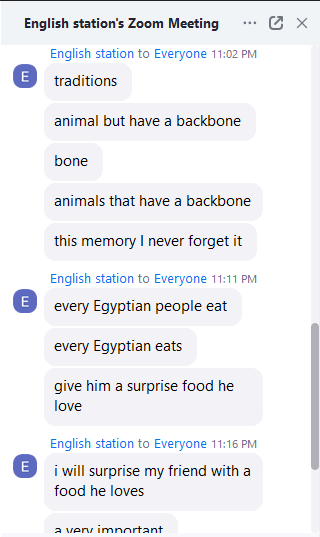 English station's Zoom Meeting
English station to Everyone 11:02 PM
E
traditions
animal but have a backbone
bone
animals that have a backbone
this memory I never forget it
English station to Everyone 11:11 PM
E
every Egyptian people eat
every Egyptian eats
give him a surprise food he
love
English station to Everyone 11:16 PM
E
i will surprise my friend with a
food he loves
a very important